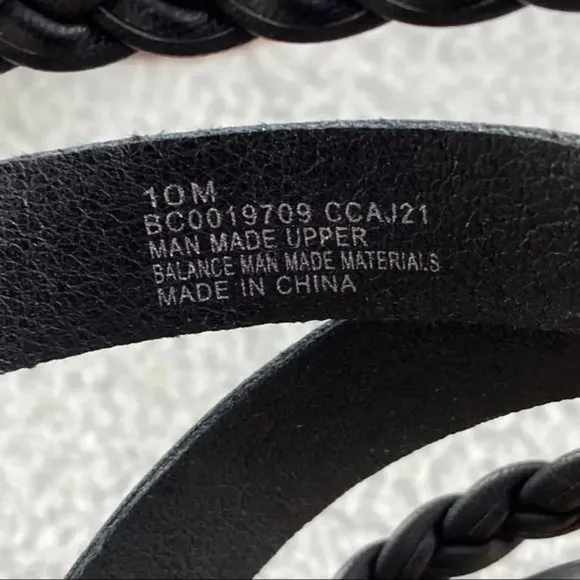 10M
BC0019709 CCAJ21
MAN MADE UPPER
BALANCE MAN MADE MATERIALS
MADE IN CHINA